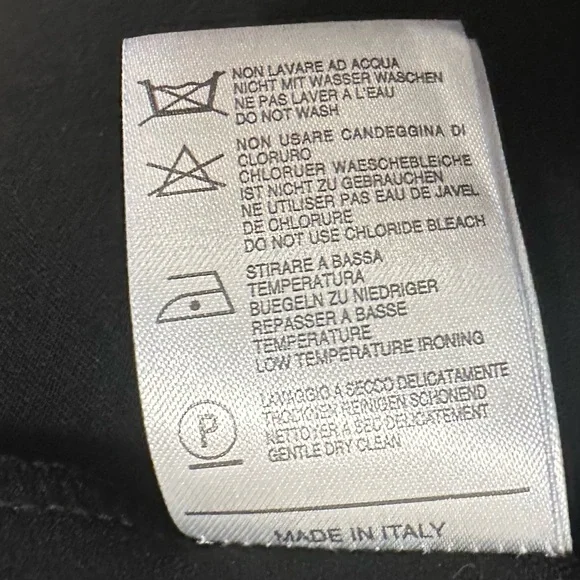 NON LAVARE AD ACQUA
NICHT MIT WASSER WASCHEN
NE PAS LAVER A L'EAU
DO NOT WASH
NON USARE CANDEGGINA DI
CLORURO
CHLORUER WAESCHEBLEICHE
IST NICHT ZU GEBRAUCHEN
NE UTILISER PAS EAU DE JAVEL
DE CHLORURE
DO NOT USE CHLORIDE BLEACH
STIRARE A BASSA
TEMPERATURA
BUEGELN ZU NIEDRIGER
REPASSER A BASSE
TEMPERATURE
LOW TEMPERATURE IRONING
LAVAGGIO A SECCO DELICATAMENTE
P
REINIGEN SCHONEND
NETTOYER A SEC DELICATEMENT
GENTLE DRY CLEAN
MADE IN ITALY